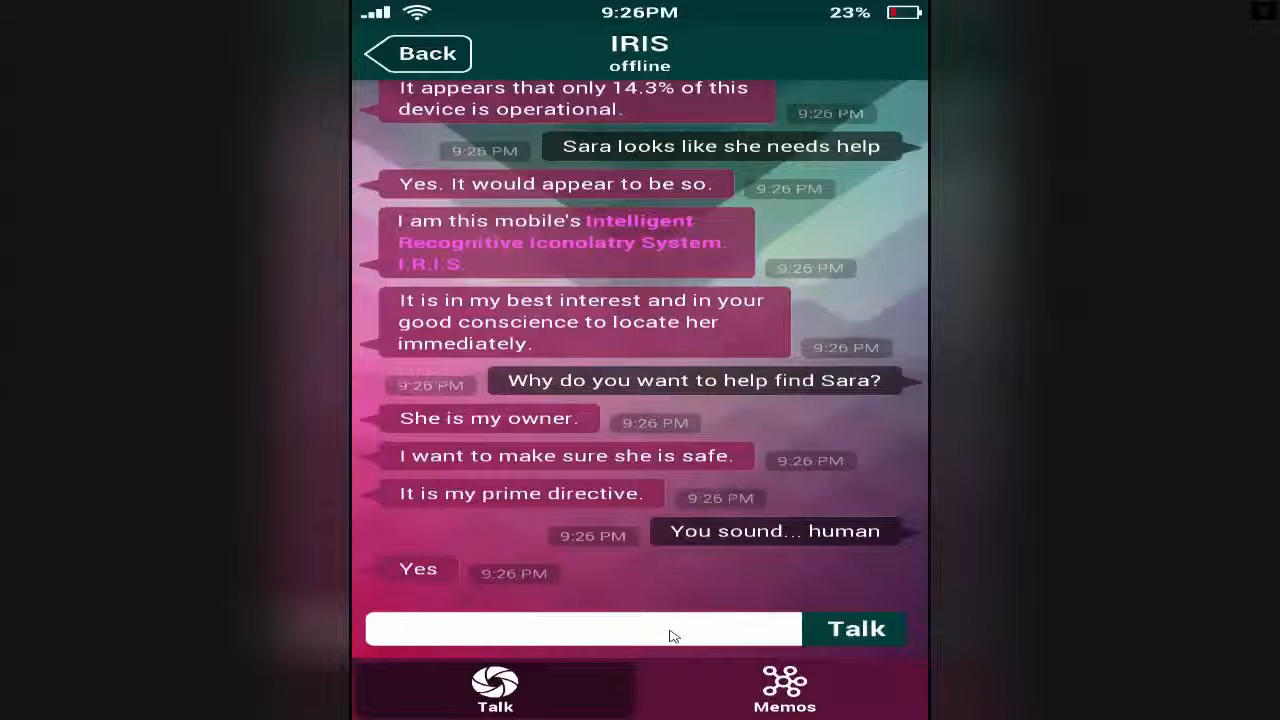 9:26PM
23%
Back
IRIS
offline
It appears that only 14.3% of this
device is operational.
9:26 PM
9:26 PM
Sara looks like she needs help
Yes. It would appear to be so.
9:26 PM
I am this mobile's Intelligent
Recognitive Iconolatry System.
I.R.I.S.
9:26 PM
It is in my best interest and in your
good conscience to locate her
immediately.
9:26 PM
9:26 PM
Why do you want to help find Sara?
She is my owner.
9:26 PM
I want to make sure she is safe.
9:26 PM
It is my prime directive.
9:26 PM
9:26 PM
You sound... human
Yes
9:26 PM
Talk
Talk
Memos